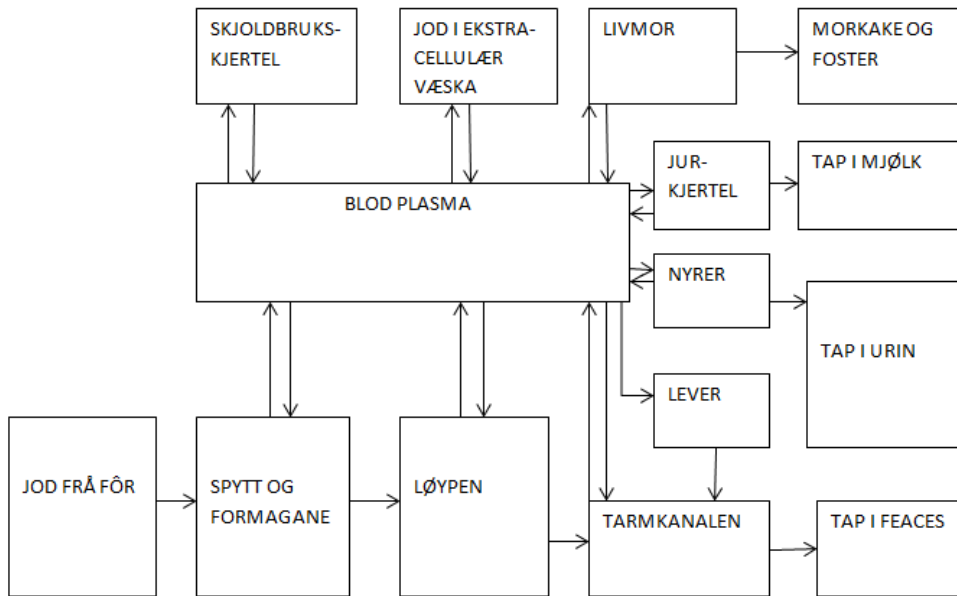 SKJOLDBRUKS-
KJERTEL
JOD I EKSTRA-
CELLULÆR
VÆSKA
LIVMOR
MORKAKE OG
FOSTER
JUR-
KJERTEL
TAP I MJØLK
BLOD PLASMA
NYRER
TAP I URIN
LEVER
JOD FRÅ FÔR
SPYTT OG
FORMAGANE
LØYPEN
TARMKANALEN
TAP I FEACES